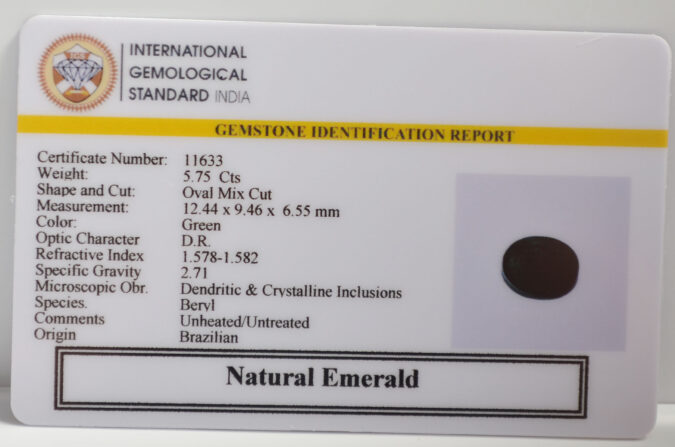 IGS
INTERNATIONAL
GEMOLOGICAL
STANDARD INDIA
GEMSTONE IDENTIFICATION REPORT
Certificate Number: 11633
Weight: 5.75 Cts
Shape and Cut: Oval Mix Cut
Measurement: 12.44 x 9.46 x 6.55 mm
Color: Green
Optic Character D.R.
Refractive Index 1.578-1.582
Specific Gravity 2.71
Microscopic Obr. Dendritic & Crystalline Inclusions
Species. Beryl
Comments Unheated/Untreated
Origin Brazilian
Natural Emerald